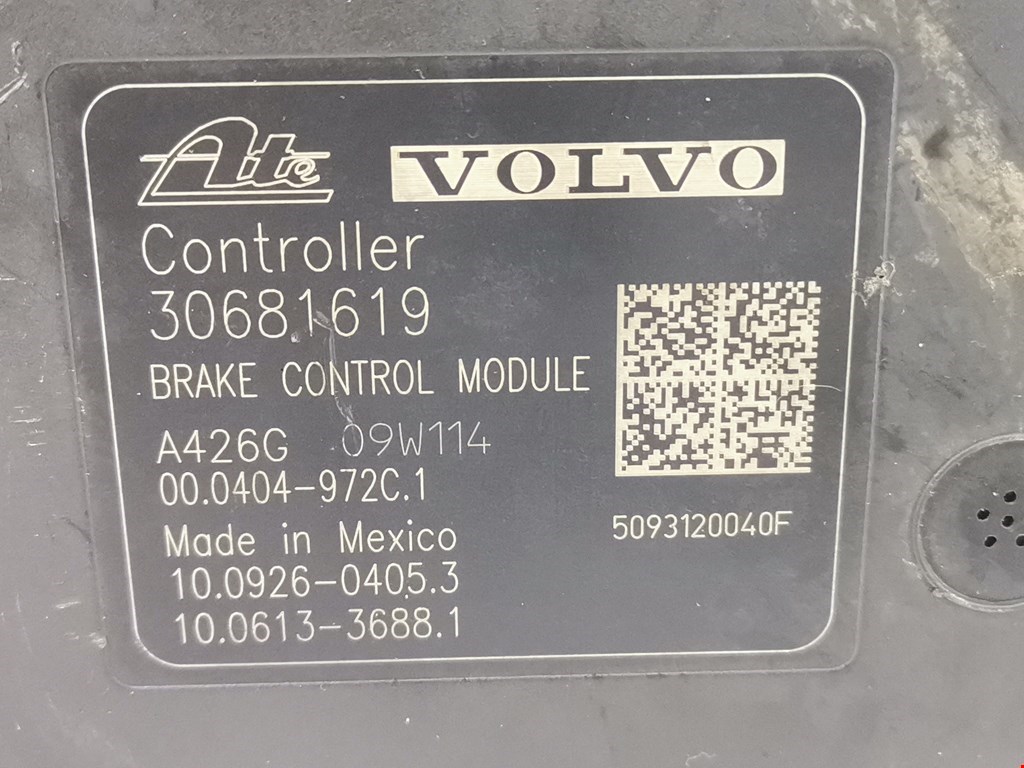 Ate VOLVO
Controller
30681619
BRAKE CONTROL MODULE
A426G 09W114
00.0404-972C.1
Made in Mexico
10.0926-0405.3
10.0613-3688.1
5093120040F